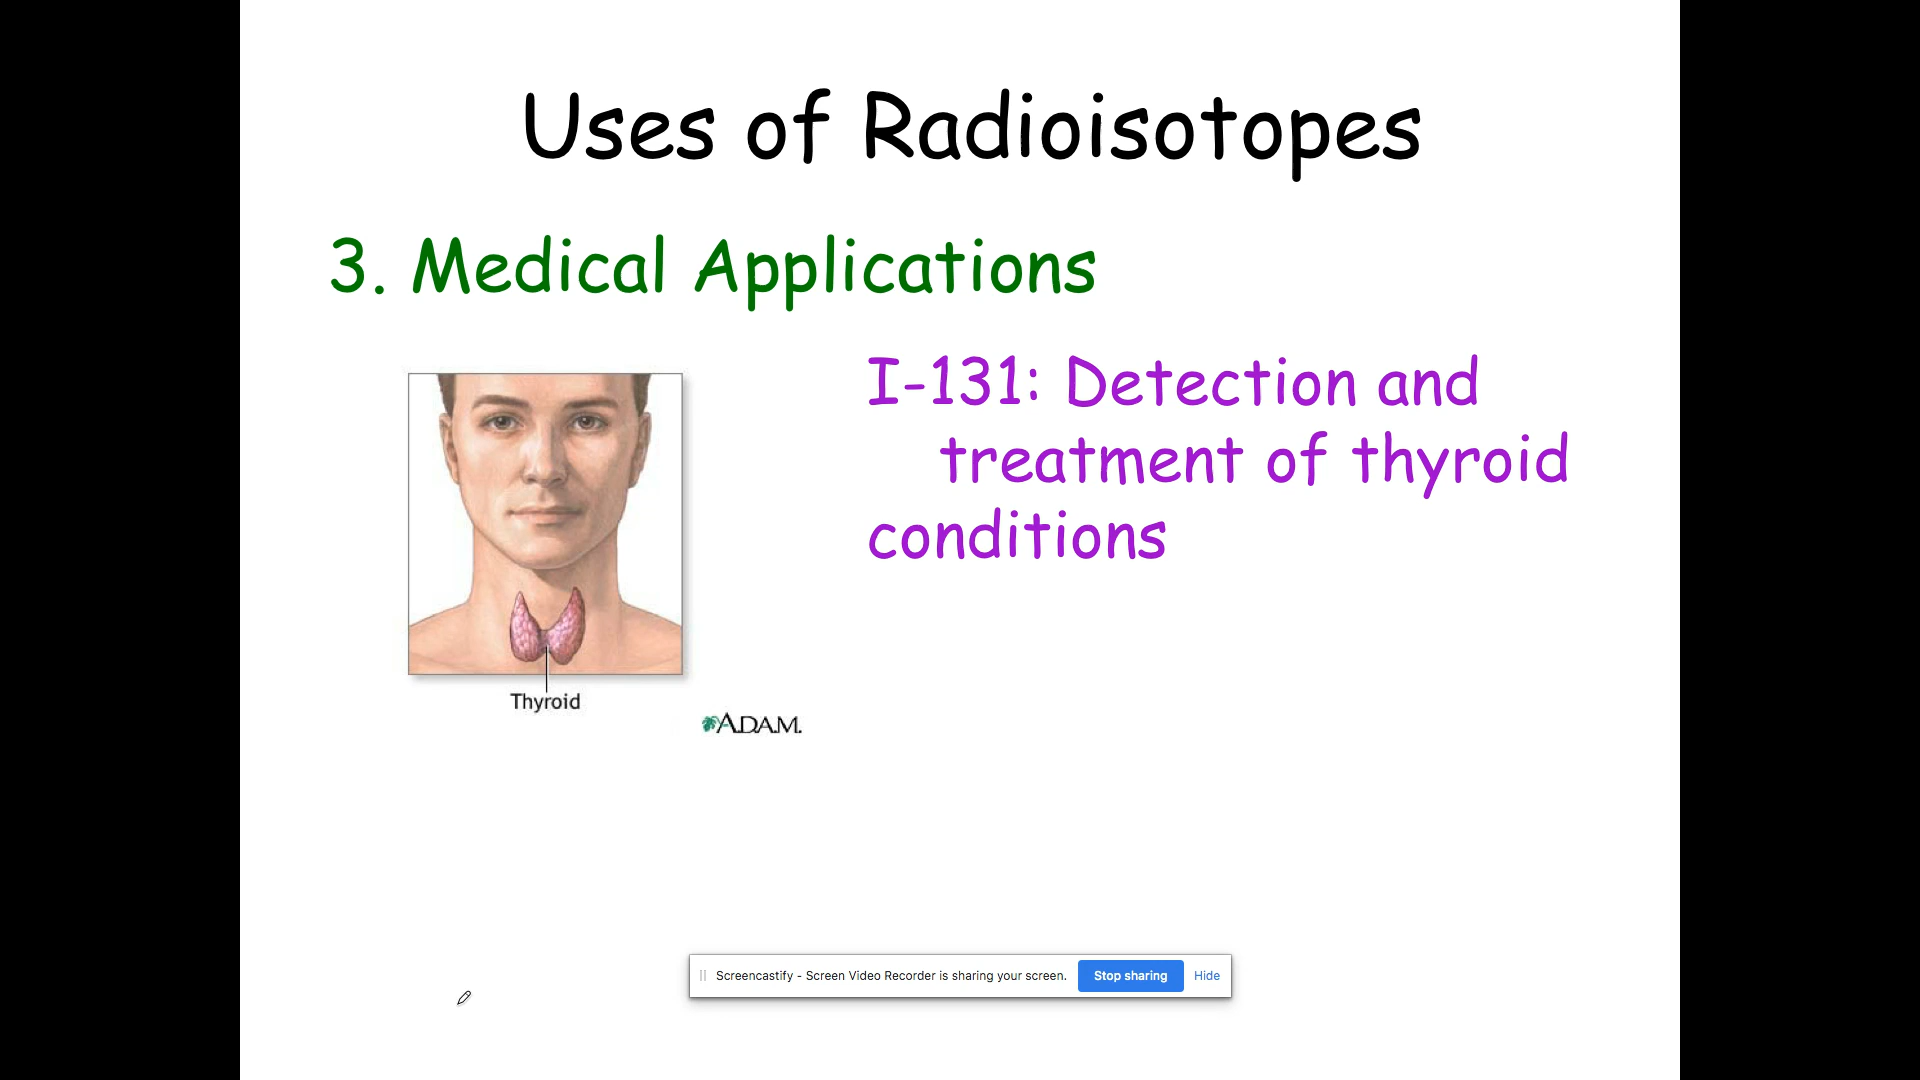 Uses of Radioisotopes
3. Medical Applications
I-131: Detection and
treatment of thyroid
conditions
Thyroid
A.D.A.M.
Screencastify - Screen Video Recorder is sharing your screen. Stop sharing Hide